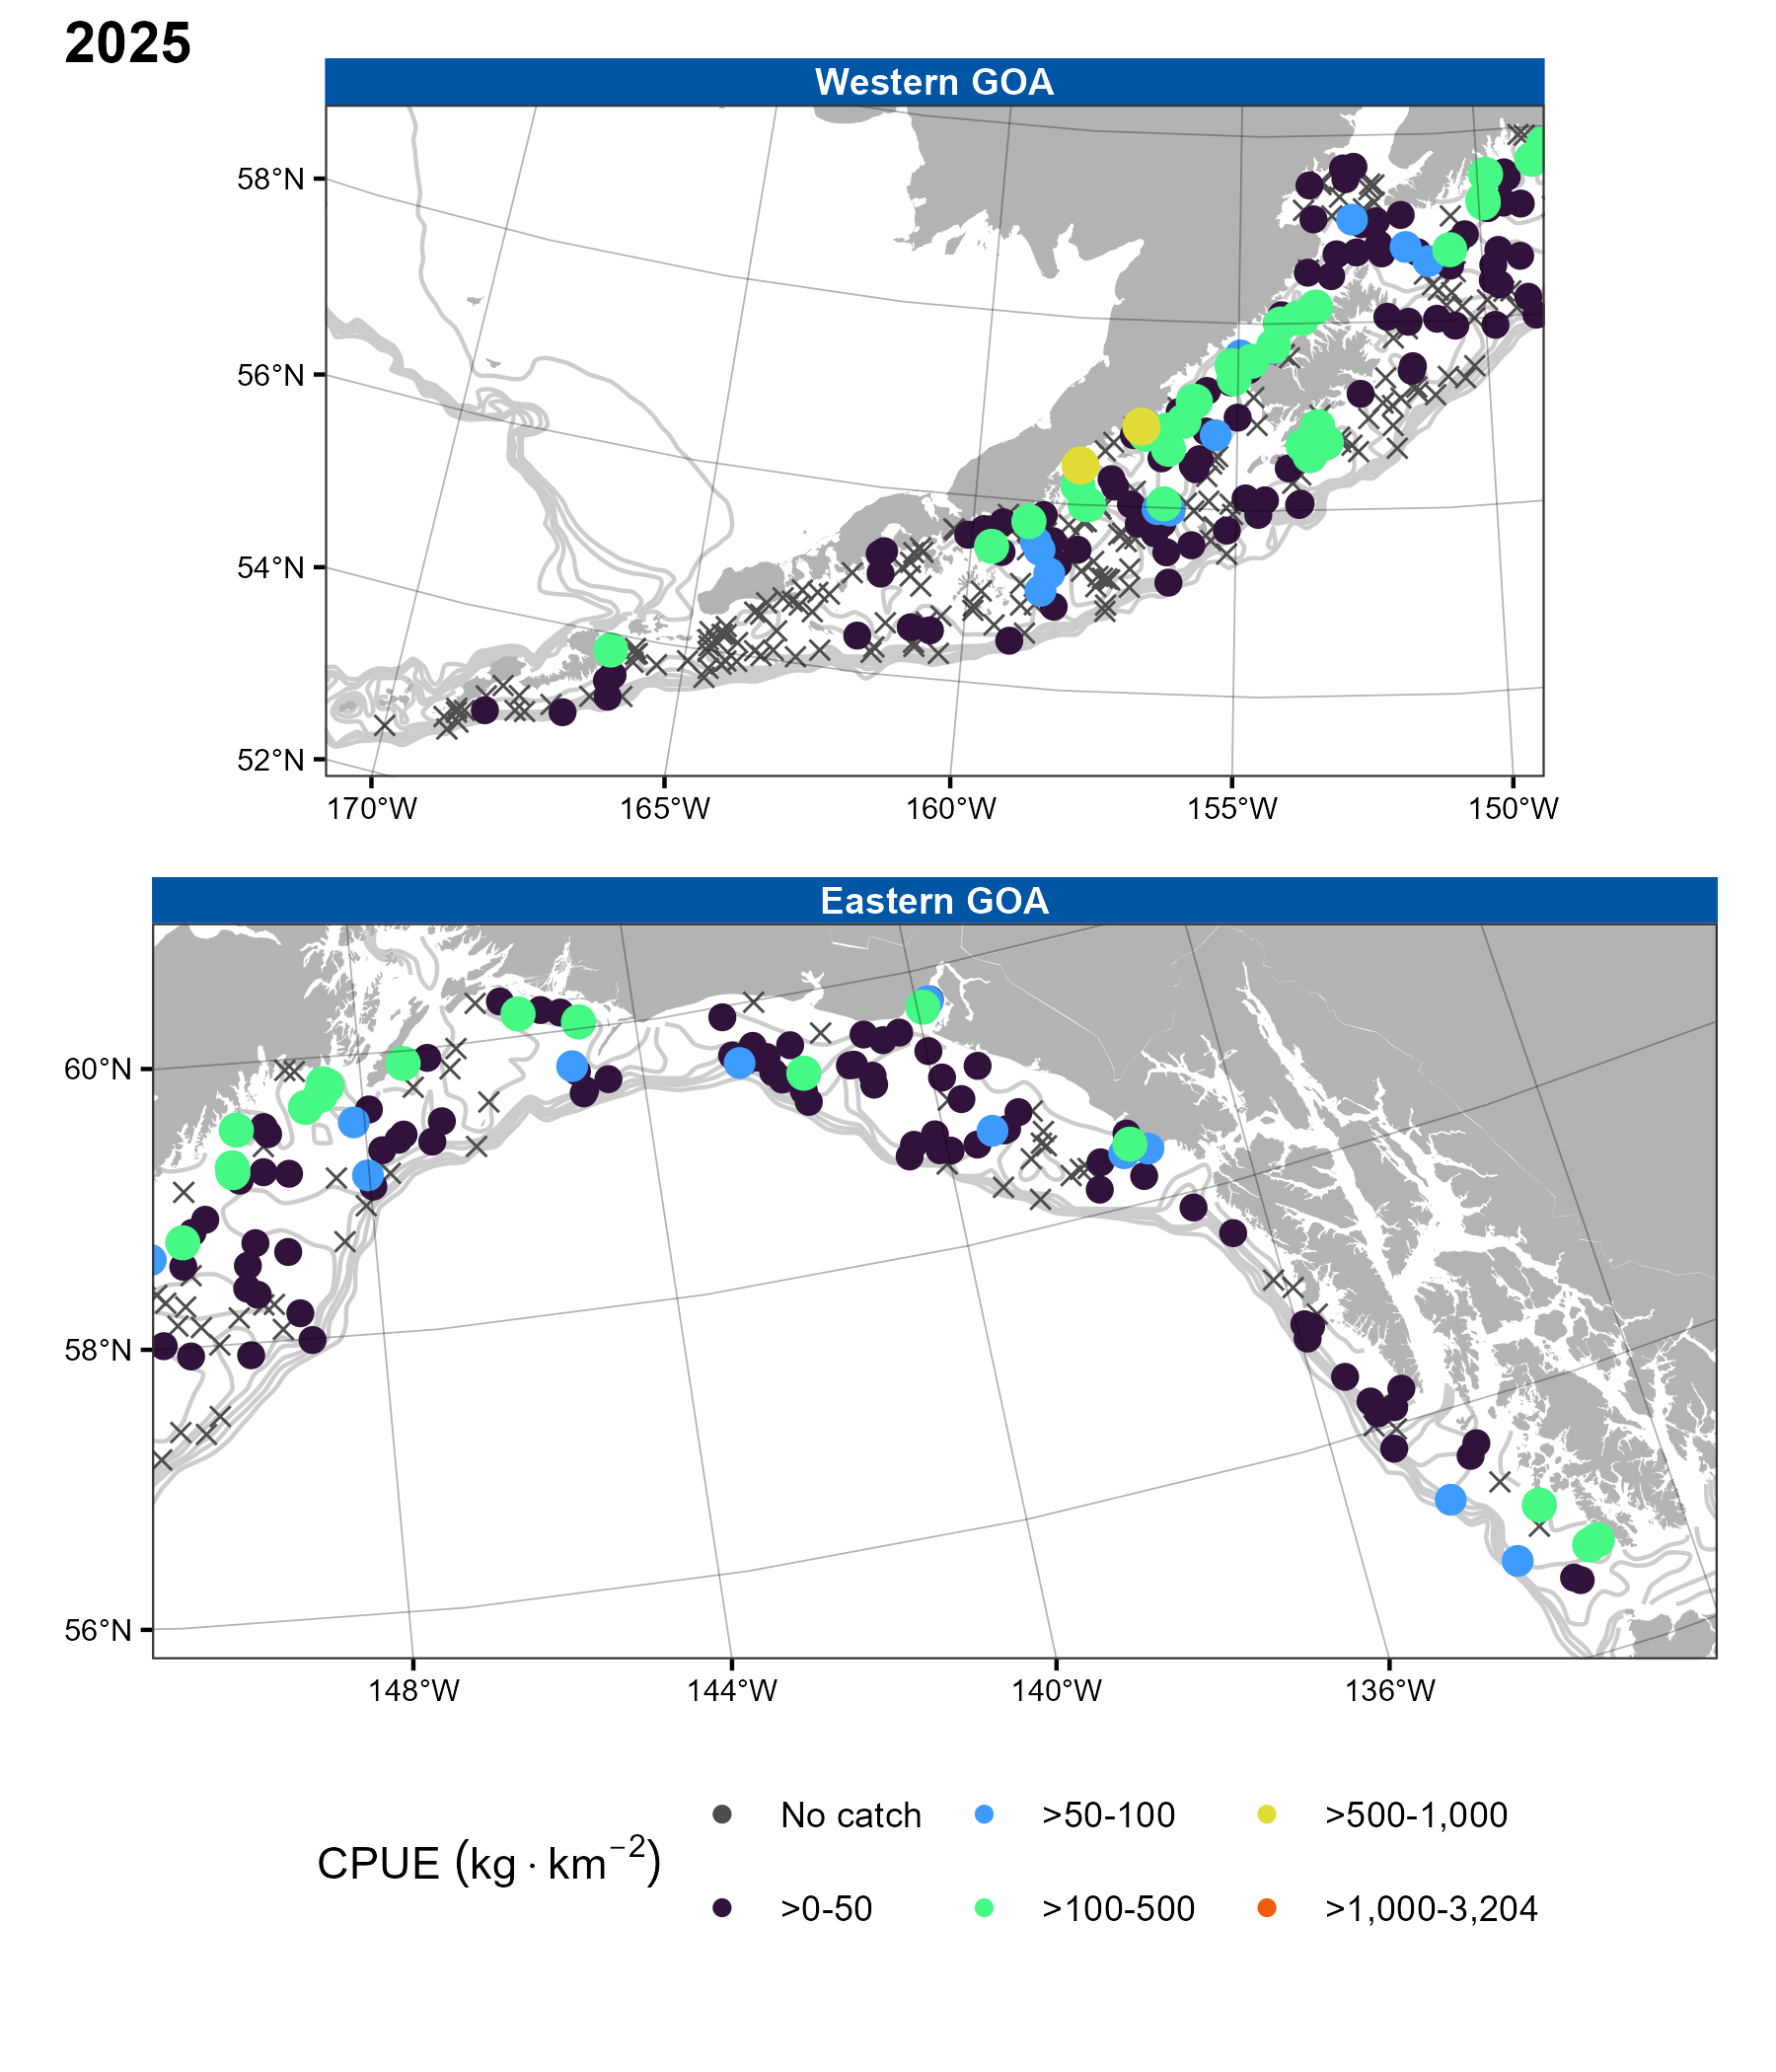 2025
Western GOA
58°N
56°N
54°N
52°N
170°W 165°W 160°W 155°W 150°W
Eastern GOA
60°N
58°N
56°N
148°W 144°W 140°W 136°W
CPUE (kg · km⁻²)
No catch >50-100 >500-1,000
>0-50 >100-500 >1,000-3,204